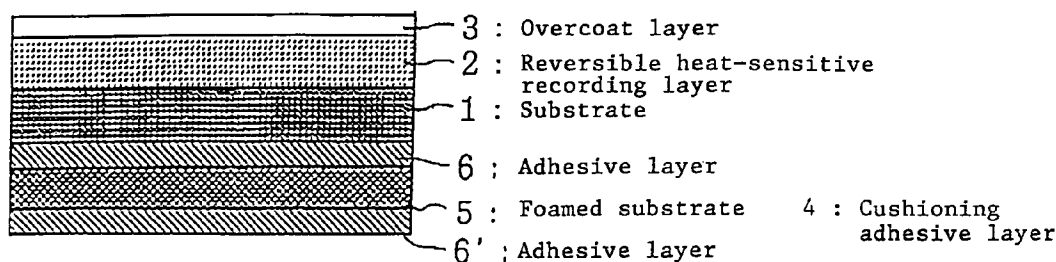 3 : Overcoat layer
2 : Reversible heat-sensitive
recording layer
1 : Substrate
6 ; Adhesive layer
5 : Foamed substrate 4 : Cushioning
adhesive layer
6' ; Adhesive layer